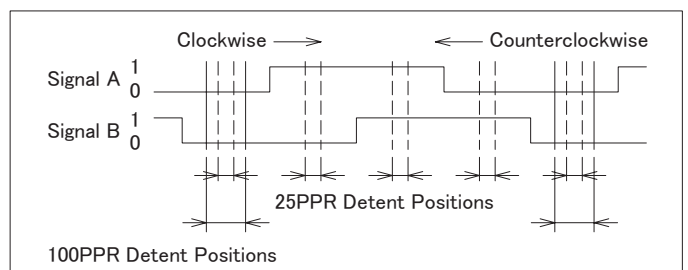 Clockwise
Counterclockwise
Signal A 1
0
Signal B 1
0
25PPR Detent Positions
100PPR Detent Positions